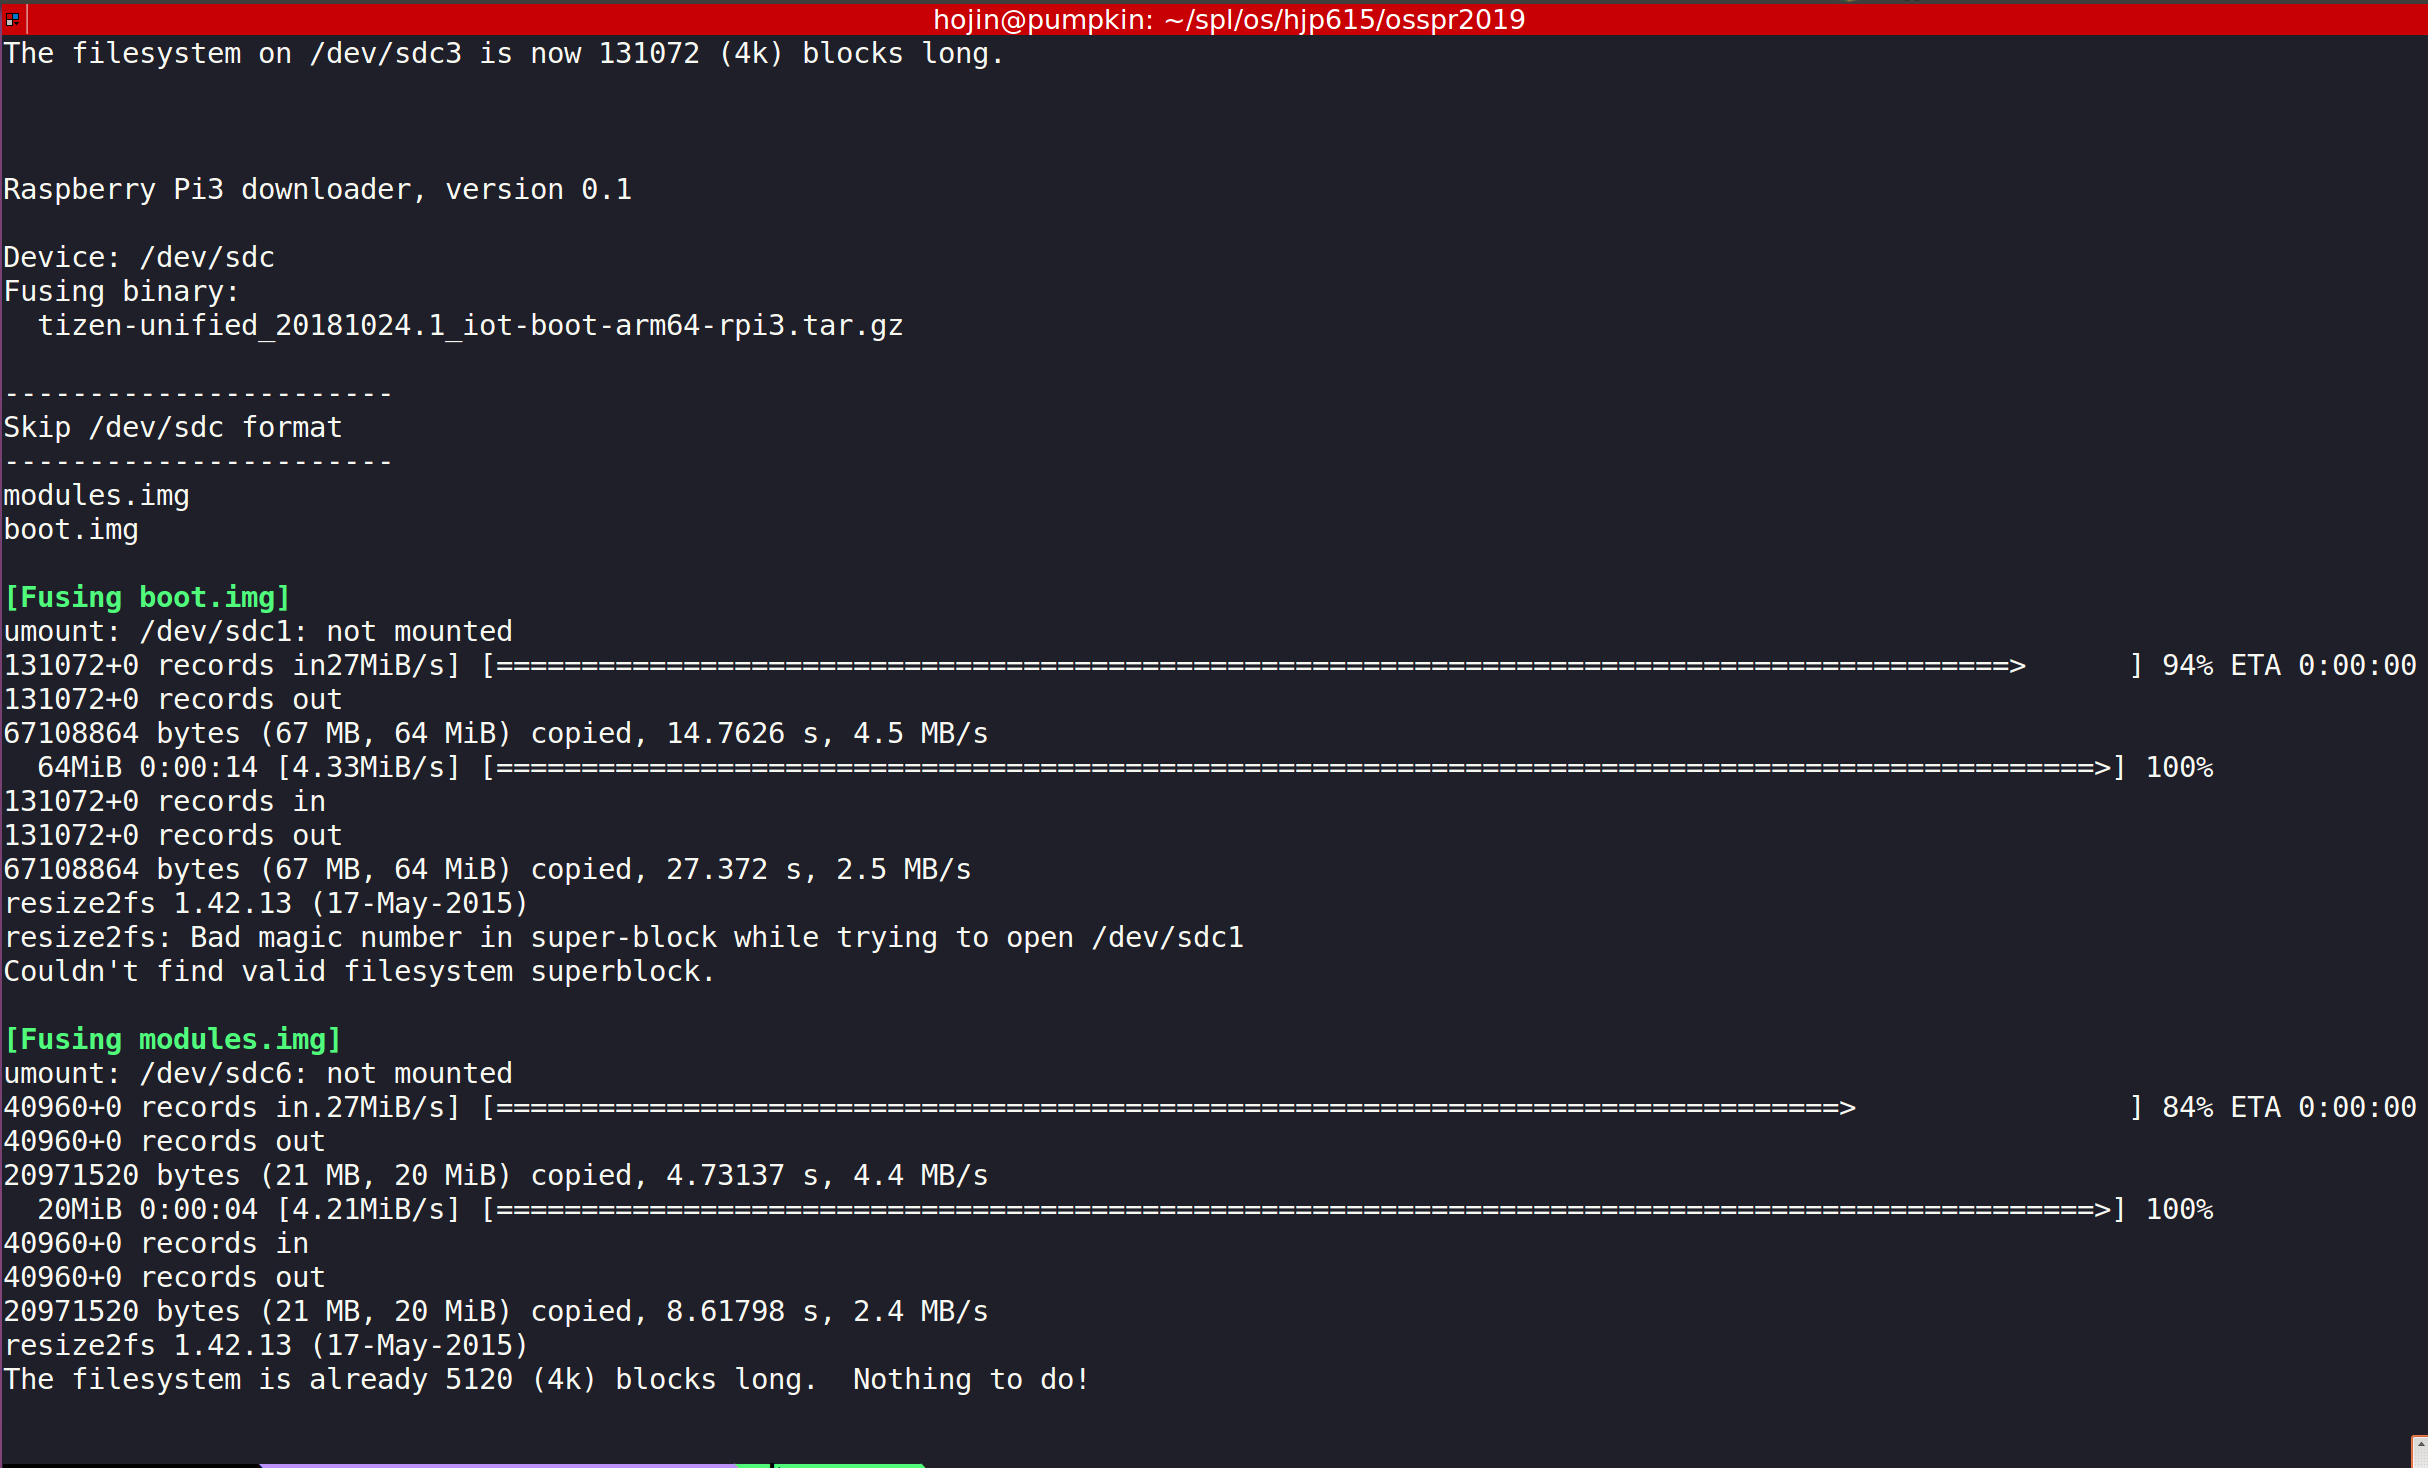 hojin@pumpkin: ~/spl/os/hjp615/osspr2019
The filesystem on /dev/sdc3 is now 131072 (4k) blocks long.
Raspberry Pi3 downloader, version 0.1
Device: /dev/sdc
Fusing binary:
  tizen-unified_20181024.1_iot-boot-arm64-rpi3.tar.gz
-----------------------
Skip /dev/sdc format
-----------------------
modules.img
boot.img
[Fusing boot.img]
umount: /dev/sdc1: not mounted
131072+0 records in27MiB/s] [=========================================================================================>      ] 94% ETA 0:00:00
131072+0 records out
67108864 bytes (67 MB, 64 MiB) copied, 14.7626 s, 4.5 MB/s
  64MiB 0:00:14 [4.33MiB/s] [==============================================================================================>] 100%
131072+0 records in
131072+0 records out
67108864 bytes (67 MB, 64 MiB) copied, 27.372 s, 2.5 MB/s
resize2fs 1.42.13 (17-May-2015)
resize2fs: Bad magic number in super-block while trying to open /dev/sdc1
Couldn't find valid filesystem superblock.
[Fusing modules.img]
umount: /dev/sdc6: not mounted
40960+0 records in.27MiB/s] [===============================================================================>                ] 84% ETA 0:00:00
40960+0 records out
20971520 bytes (21 MB, 20 MiB) copied, 4.73137 s, 4.4 MB/s
  20MiB 0:00:04 [4.21MiB/s] [==============================================================================================>] 100%
40960+0 records in
40960+0 records out
20971520 bytes (21 MB, 20 MiB) copied, 8.61798 s, 2.4 MB/s
resize2fs 1.42.13 (17-May-2015)
The filesystem is already 5120 (4k) blocks long.  Nothing to do!